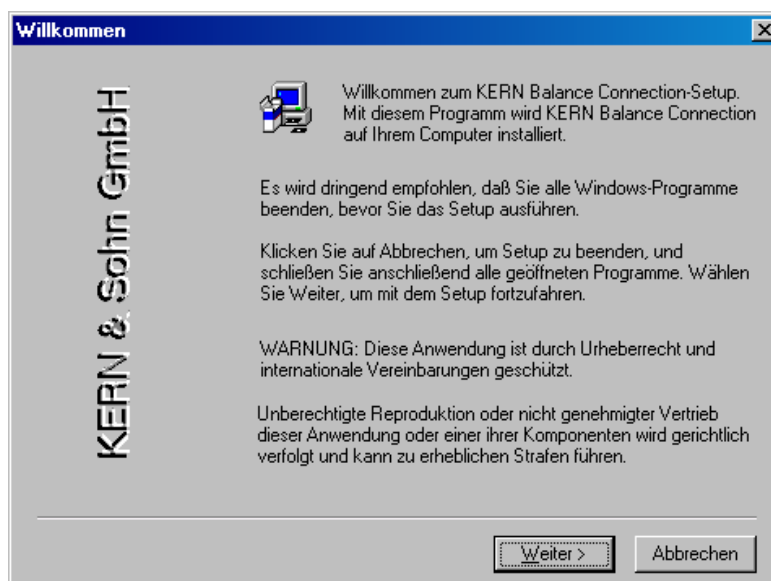 Willkommen
KERN & Sohn GmbH
Willkommen zum KERN Balance Connection-Setup.
Mit diesem Programm wird KERN Balance Connection
auf Ihrem Computer installiert.
Es wird dringend empfohlen, daß Sie alle Windows-Programme
beenden, bevor Sie das Setup ausführen.
Klicken Sie auf Abbrechen, um Setup zu beenden, und
schließen Sie anschließend alle geöffneten Programme. Wählen
Sie Weiter, um mit dem Setup fortzufahren.
WARNUNG: Diese Anwendung ist durch Urheberrecht und
internationale Vereinbarungen geschützt.
Unberechtigte Reproduktion oder nicht genehmigter Vertrieb
dieser Anwendung oder einer ihrer Komponenten wird gerichtlich
verfolgt und kann zu erheblichen Strafen führen.
Weiter >
Abbrechen